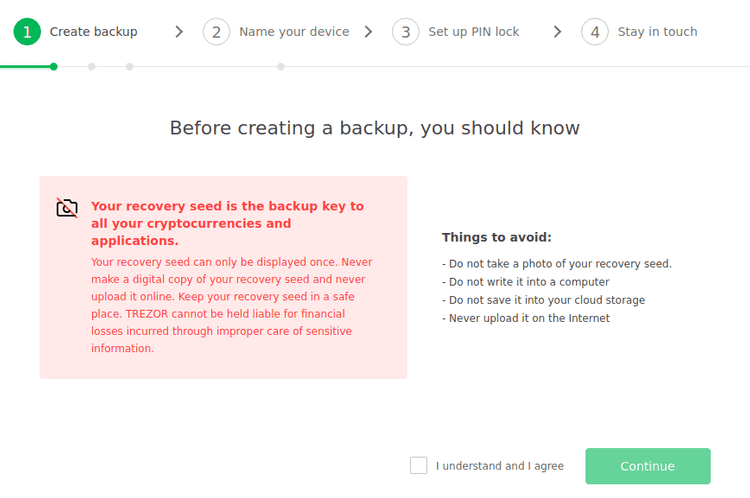 1 Create backup > 2 Name your device > 3 Set up PIN lock > 4 Stay in touch
Before creating a backup, you should know
Your recovery seed is the backup key to
all your cryptocurrencies and
applications.
Your recovery seed can only be displayed once. Never
make a digital copy of your recovery seed and never
upload it online. Keep your recovery seed in a safe
place. TREZOR cannot be held liable for financial
losses incurred through improper care of sensitive
information.
Things to avoid:
- Do not take a photo of your recovery seed.
- Do not write it into a computer
- Do not save it into your cloud storage
- Never upload it on the Internet
I understand and I agree
Continue